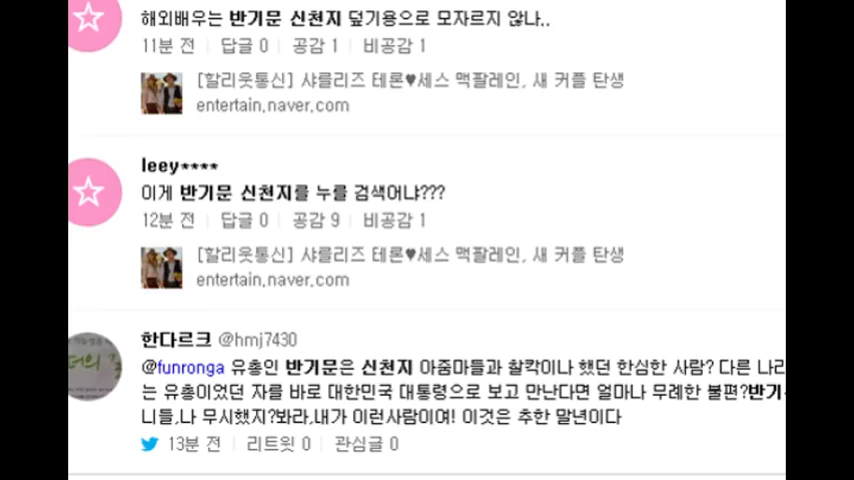 해외배우는 반기문 신천지 덮기용으로 모자르지 않나..
11분 전 답글 0 공감 1 비공감 1
[할리웃통신] 샤를리즈 테론♥세스 맥팔레인, 새 커플 탄생
entertain.naver.com
leey****
이게 반기문 신천지를 누를 검색어냐???
12분 전 답글 0 공감 9 비공감 1
[할리웃통신] 샤를리즈 테론♥세스 맥팔레인, 새 커플 탄생
entertain.naver.com
한다르크 @hmj7430
@funronga 유총인 반기문은 신천지 아줌마들과 찰칵이나 했던 한심한 사람? 다른 나라
는 유총이었던 자를 바로 대한민국 대통령으로 보고 만난다면 얼마나 무례한 불편?반기
니들,나 무시했지?봐라,내가 이런사람이여! 이것은 추한 말년이다
13분 전 리트윗 0 관심글 0